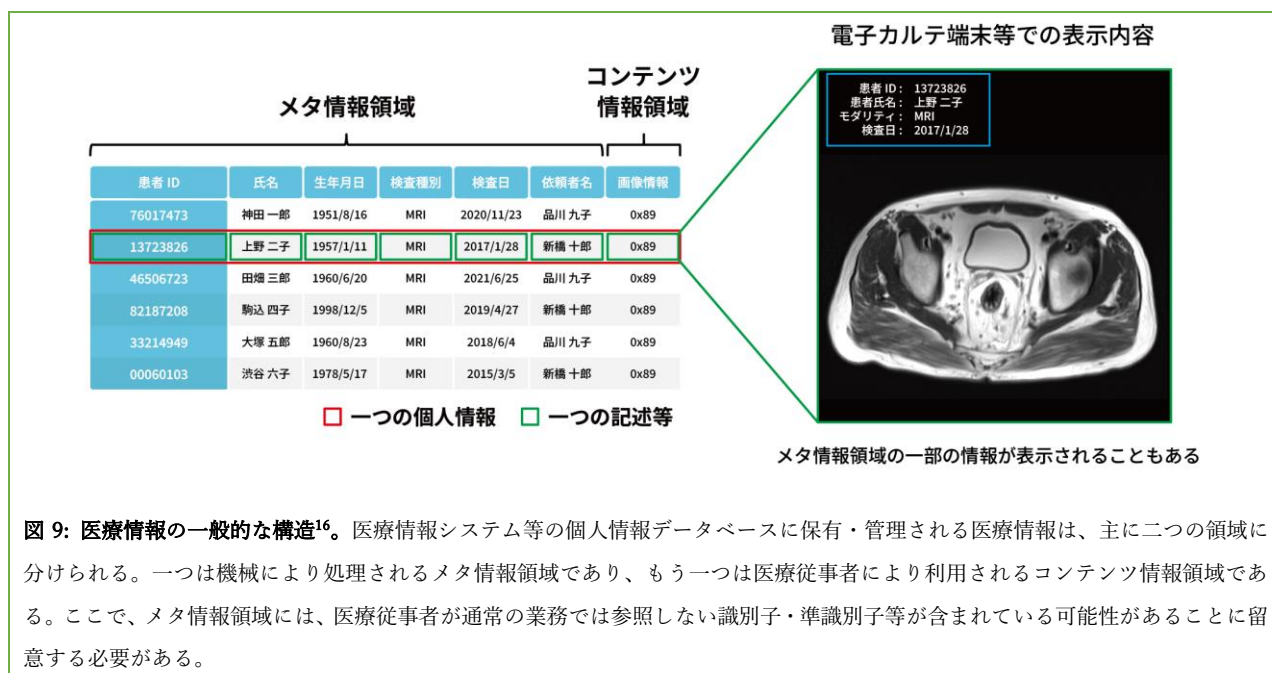 電子カルテ端末等での表示内容
コンテンツ
情報領域
メタ情報領域
患者 ID : 13723826
患者氏名 : 上野 二子
モダリティ : MRI
検査日 : 2017/1/28
患者 ID 氏名 生年月日 検査種別 検査日 依頼者名 画像情報
76017473 神田 一郎 1951/8/16 MRI 2020/11/23 品川 九子 0x89
13723826 上野 二子 1957/1/11 MRI 2017/1/28 新橋 十郎 0x89
46506723 田畑 三郎 1960/6/20 MRI 2021/6/25 品川 九子 0x89
82187208 駒込 四子 1998/12/5 MRI 2019/4/27 新橋 十郎 0x89
33214949 大塚 五郎 1960/8/23 MRI 2018/6/4 品川 九子 0x89
00060103 渋谷 六子 1978/5/17 MRI 2015/3/5 新橋 十郎 0x89
一つの個人情報 一つの記述等
メタ情報領域の一部の情報が表示されることもある
図 9: 医療情報の一般的な構造16。医療情報システム等の個人情報データベースに保有・管理される医療情報は、主に二つの領域に
分けられる。一つは機械により処理されるメタ情報領域であり、もう一つは医療従事者により利用されるコンテンツ情報領域であ
る。ここで、メタ情報領域には、医療従事者が通常の業務では参照しない識別子・準識別子等が含まれている可能性があることに留
意する必要がある。